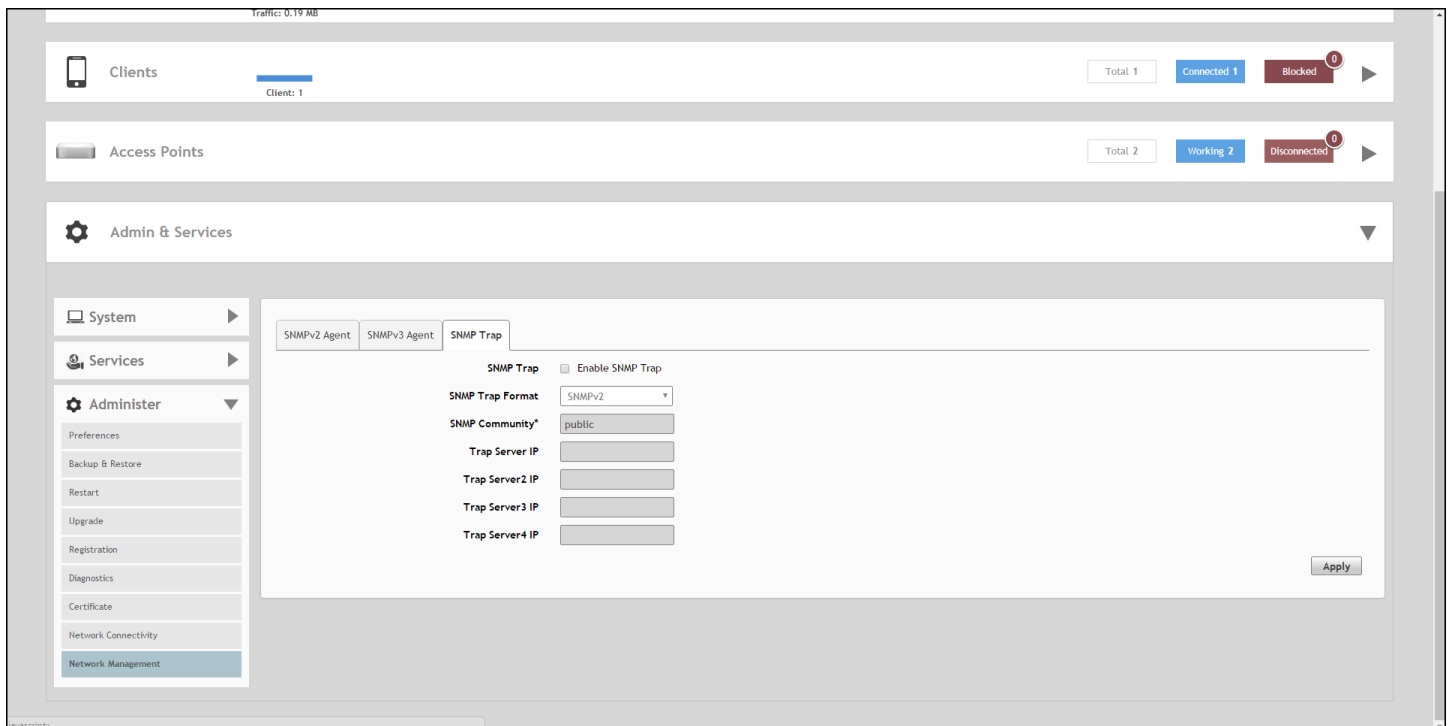 Traffic: 0.19 MB
Clients
Client: 1
Total 1
Connected 1
Blocked
0
Access Points
Total 2
Working 2
Disconnected
0
Admin & Services
System
Services
Administer
Preferences
Backup & Restore
Restart
Upgrade
Registration
Diagnostics
Certificate
Network Connectivity
Network Management
SNMPv2 Agent
SNMPv3 Agent
SNMP Trap
SNMP Trap
Enable SNMP Trap
SNMP Trap Format
SNMPv2
SNMP Community*
public
Trap Server IP
Trap Server2 IP
Trap Server3 IP
Trap Server4 IP
Apply